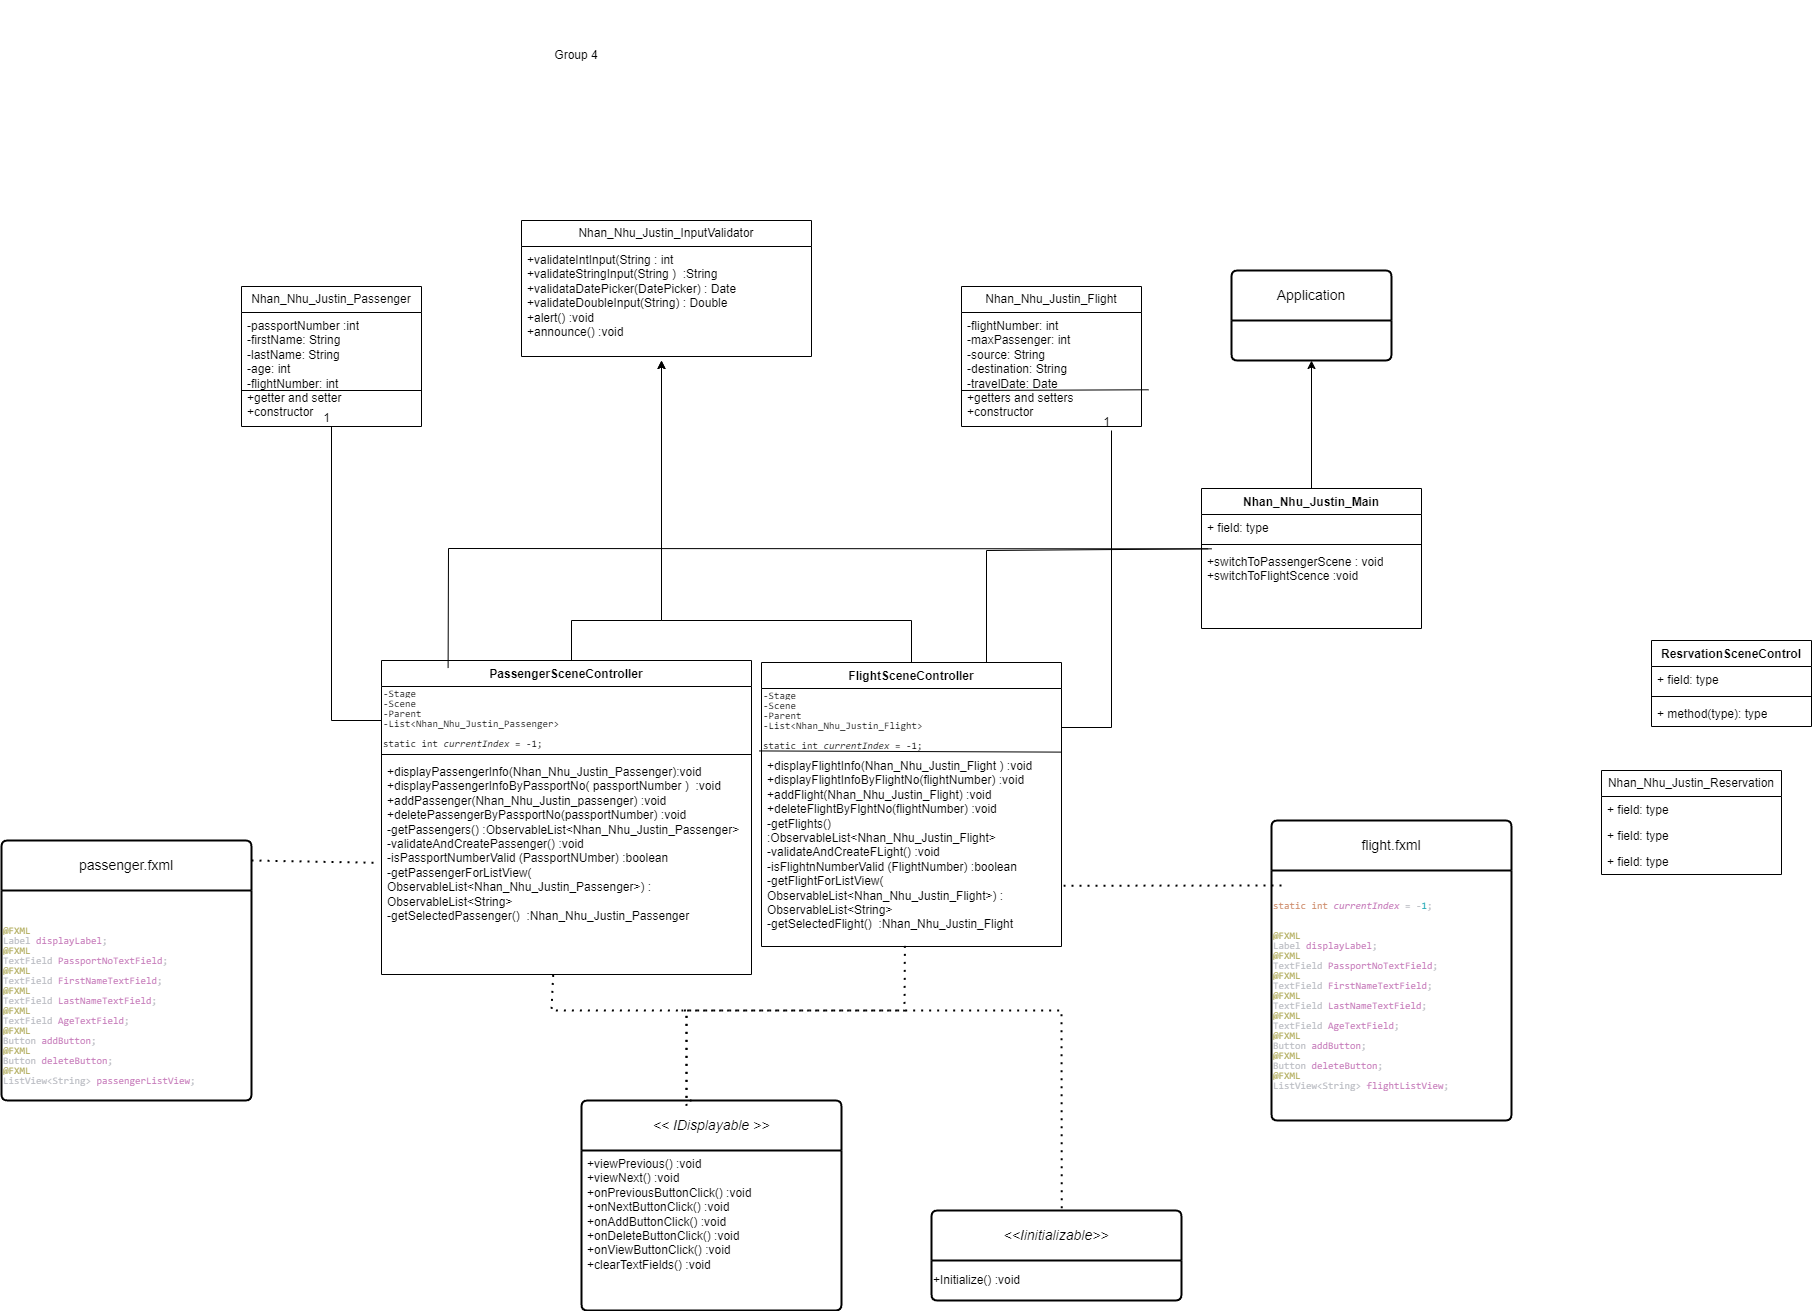 Group 4
Nhan_Nhu_Justin_InputValidator
+validateIntInput(String : int
+validateStringInput(String )  :String
+validataDatePicker(DatePicker) : Date
+validateDoubleInput(String) : Double
+alert() :void
+announce() :void
Nhan_Nhu_Justin_Passenger
-passportNumber :int
-firstName: String
-lastName: String
-age: int
-flightNumber: int
+getter and setter
+constructor
1
Nhan_Nhu_Justin_Flight
-flightNumber: int
-maxPassenger: int
-source: String
-destination: String
-travelDate: Date
+getters and setters
+constructor
1
Application
Nhan_Nhu_Justin_Main
+ field: type
+switchToPassengerScene : void
+switchToFlightScence :void
PassengerSceneController
-Stage
-Scene
-Parent
-List<Nhan_Nhu_Justin_Passenger>
static int currentIndex = -1;
+displayPassengerInfo(Nhan_Nhu_Justin_Passenger):void
+displayPassengerInfoByPassportNo( passportNumber )  :void
+addPassenger(Nhan_Nhu_Justin_passenger) :void
+deletePassengerByPassportNo(passportNumber) :void
-getPassengers() :ObservableList<Nhan_Nhu_Justin_Passenger>
-validateAndCreatePassenger() :void
-isPassportNumberValid (PassportNUmber) :boolean
-getPassengerForListView(
ObservableList<Nhan_Nhu_Justin_Passenger>) :
ObservableList<String>
-getSelectedPassenger()  :Nhan_Nhu_Justin_Passenger
FlightSceneController
-Stage
-Scene
-Parent
-List<Nhan_Nhu_Justin_Flight>
static int currentIndex = -1;
+displayFlightInfo(Nhan_Nhu_Justin_Flight ) :void
+displayFlightInfoByFlightNo(flightNumber) :void
+addFlight(Nhan_Nhu_Justin_Flight) :void
+deleteFlightByFlghtNo(flightNumber) :void
-getFlights()
:ObservableList<Nhan_Nhu_Justin_Flight>
-validateAndCreateFLight() :void
-isFlightnNumberValid (FlightNumber) :boolean
-getFlightForListView(
ObservableList<Nhan_Nhu_Justin_Flight>) :
ObservableList<String>
-getSelectedFlight()  :Nhan_Nhu_Justin_Flight
ResrvationSceneControl
+ field: type
+ method(type): type
Nhan_Nhu_Justin_Reservation
+ field: type
+ field: type
+ field: type
passenger.fxml
@FXML
Label displayLabel;
@FXML
TextField PassportNoTextField;
@FXML
TextField FirstNameTextField;
@FXML
TextField LastNameTextField;
@FXML
TextField AgeTextField;
@FXML
Button addButton;
@FXML
Button deleteButton;
@FXML
ListView<String> passengerListView;
flight.fxml
static int currentIndex = -1;
@FXML
Label displayLabel;
@FXML
TextField PassportNoTextField;
@FXML
TextField FirstNameTextField;
@FXML
TextField LastNameTextField;
@FXML
TextField AgeTextField;
@FXML
Button addButton;
@FXML
Button deleteButton;
@FXML
ListView<String> flightListView;
<< IDisplayable >>
+viewPrevious() :void
+viewNext() :void
+onPreviousButtonClick() :void
+onNextButtonClick() :void
+onAddButtonClick() :void
+onDeleteButtonClick() :void
+onViewButtonClick() :void
+clearTextFields() :void
<<Iinitializable>>
+Initialize() :void